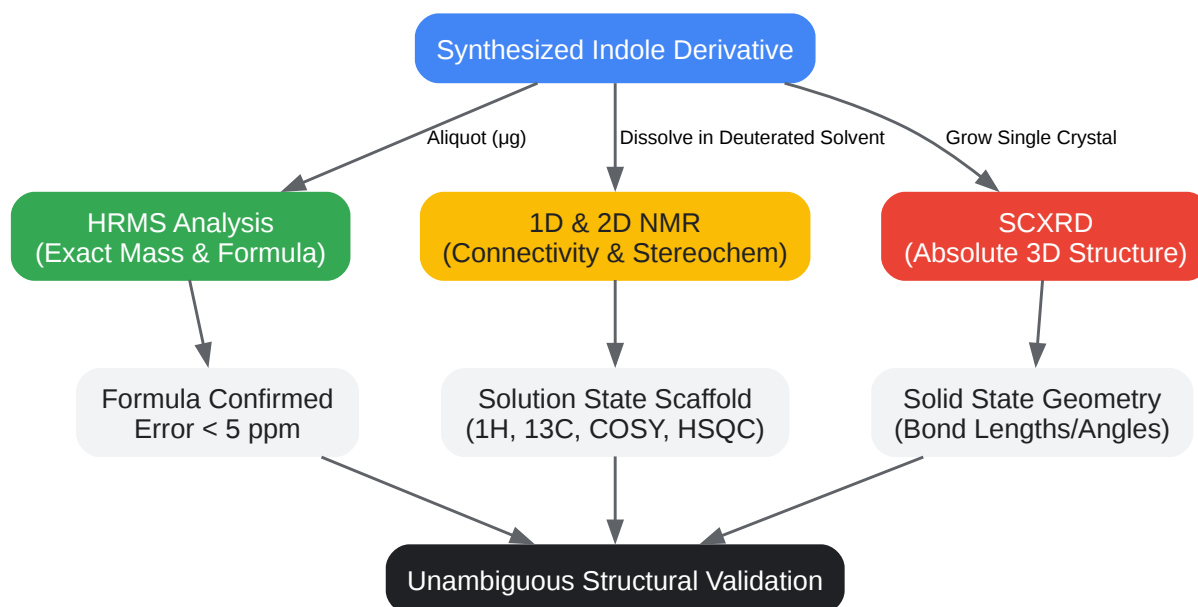 Synthesized Indole Derivative
Aliquot (μg)
Dissolve in Deuterated Solvent
Grow Single Crystal
HRMS Analysis
(Exact Mass & Formula)
1D & 2D NMR
(Connectivity & Stereochem)
SCXRD
(Absolute 3D Structure)
Formula Confirmed
Error < 5 ppm
Solution State Scaffold
(1H, 13C, COSY, HSQC)
Solid State Geometry
(Bond Lengths/Angles)
Unambiguous Structural Validation